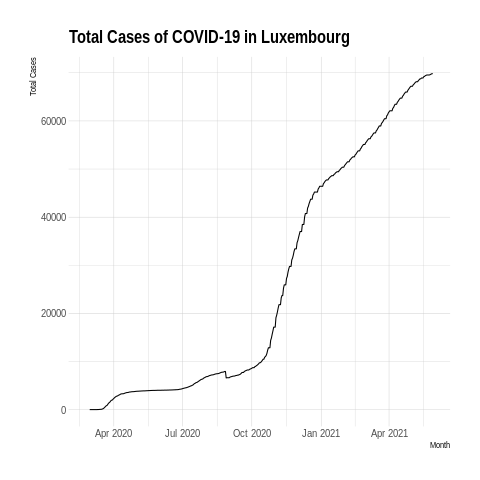 Total Cases of COVID-19 in Luxembourg
Total Cases
60000
40000
20000
0
Apr 2020 Jul 2020 Oct 2020 Jan 2021 Apr 2021
Month